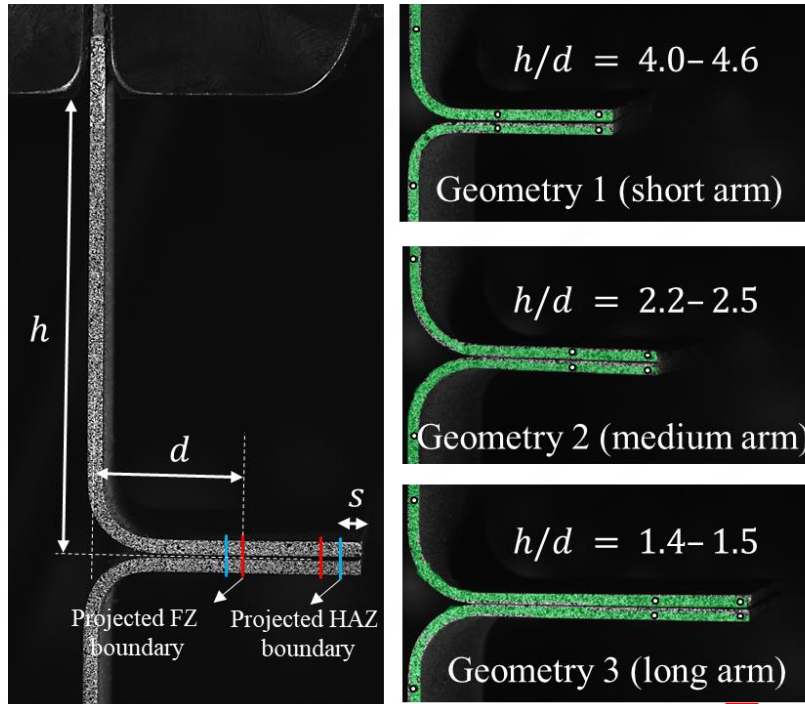 h
d
s
Projected FZ
boundary
Projected HAZ
boundary
h/d = 4.0– 4.6
Geometry 1 (short arm)
h/d = 2.2– 2.5
Geometry 2 (medium arm)
h/d = 1.4– 1.5
Geometry 3 (long arm)